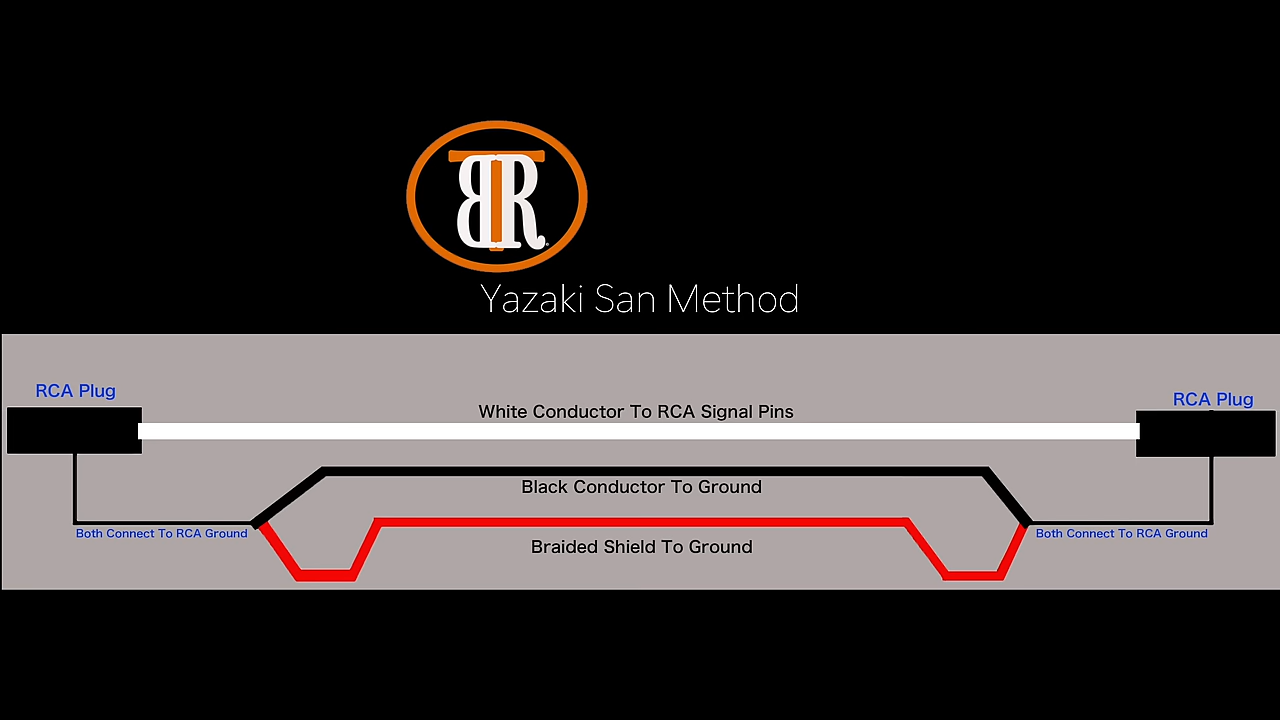 BTR
Yazaki San Method
RCA Plug
RCA Plug
White Conductor To RCA Signal Pins
Black Conductor To Ground
Both Connect To RCA Ground
Both Connect To RCA Ground
Braided Shield To Ground